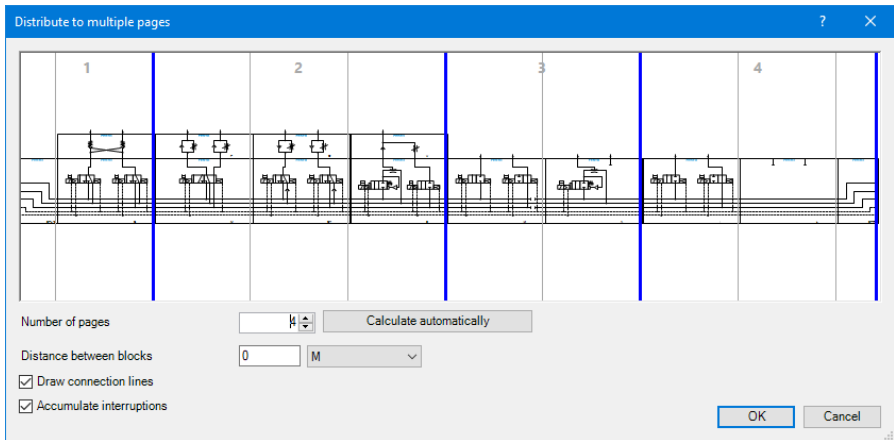 Distribute to multiple pages
? 
1 2 3 4
Number of pages 4 Calculate automatically
Distance between blocks 0 M
Draw connection lines
Accumulate interruptions
OK Cancel